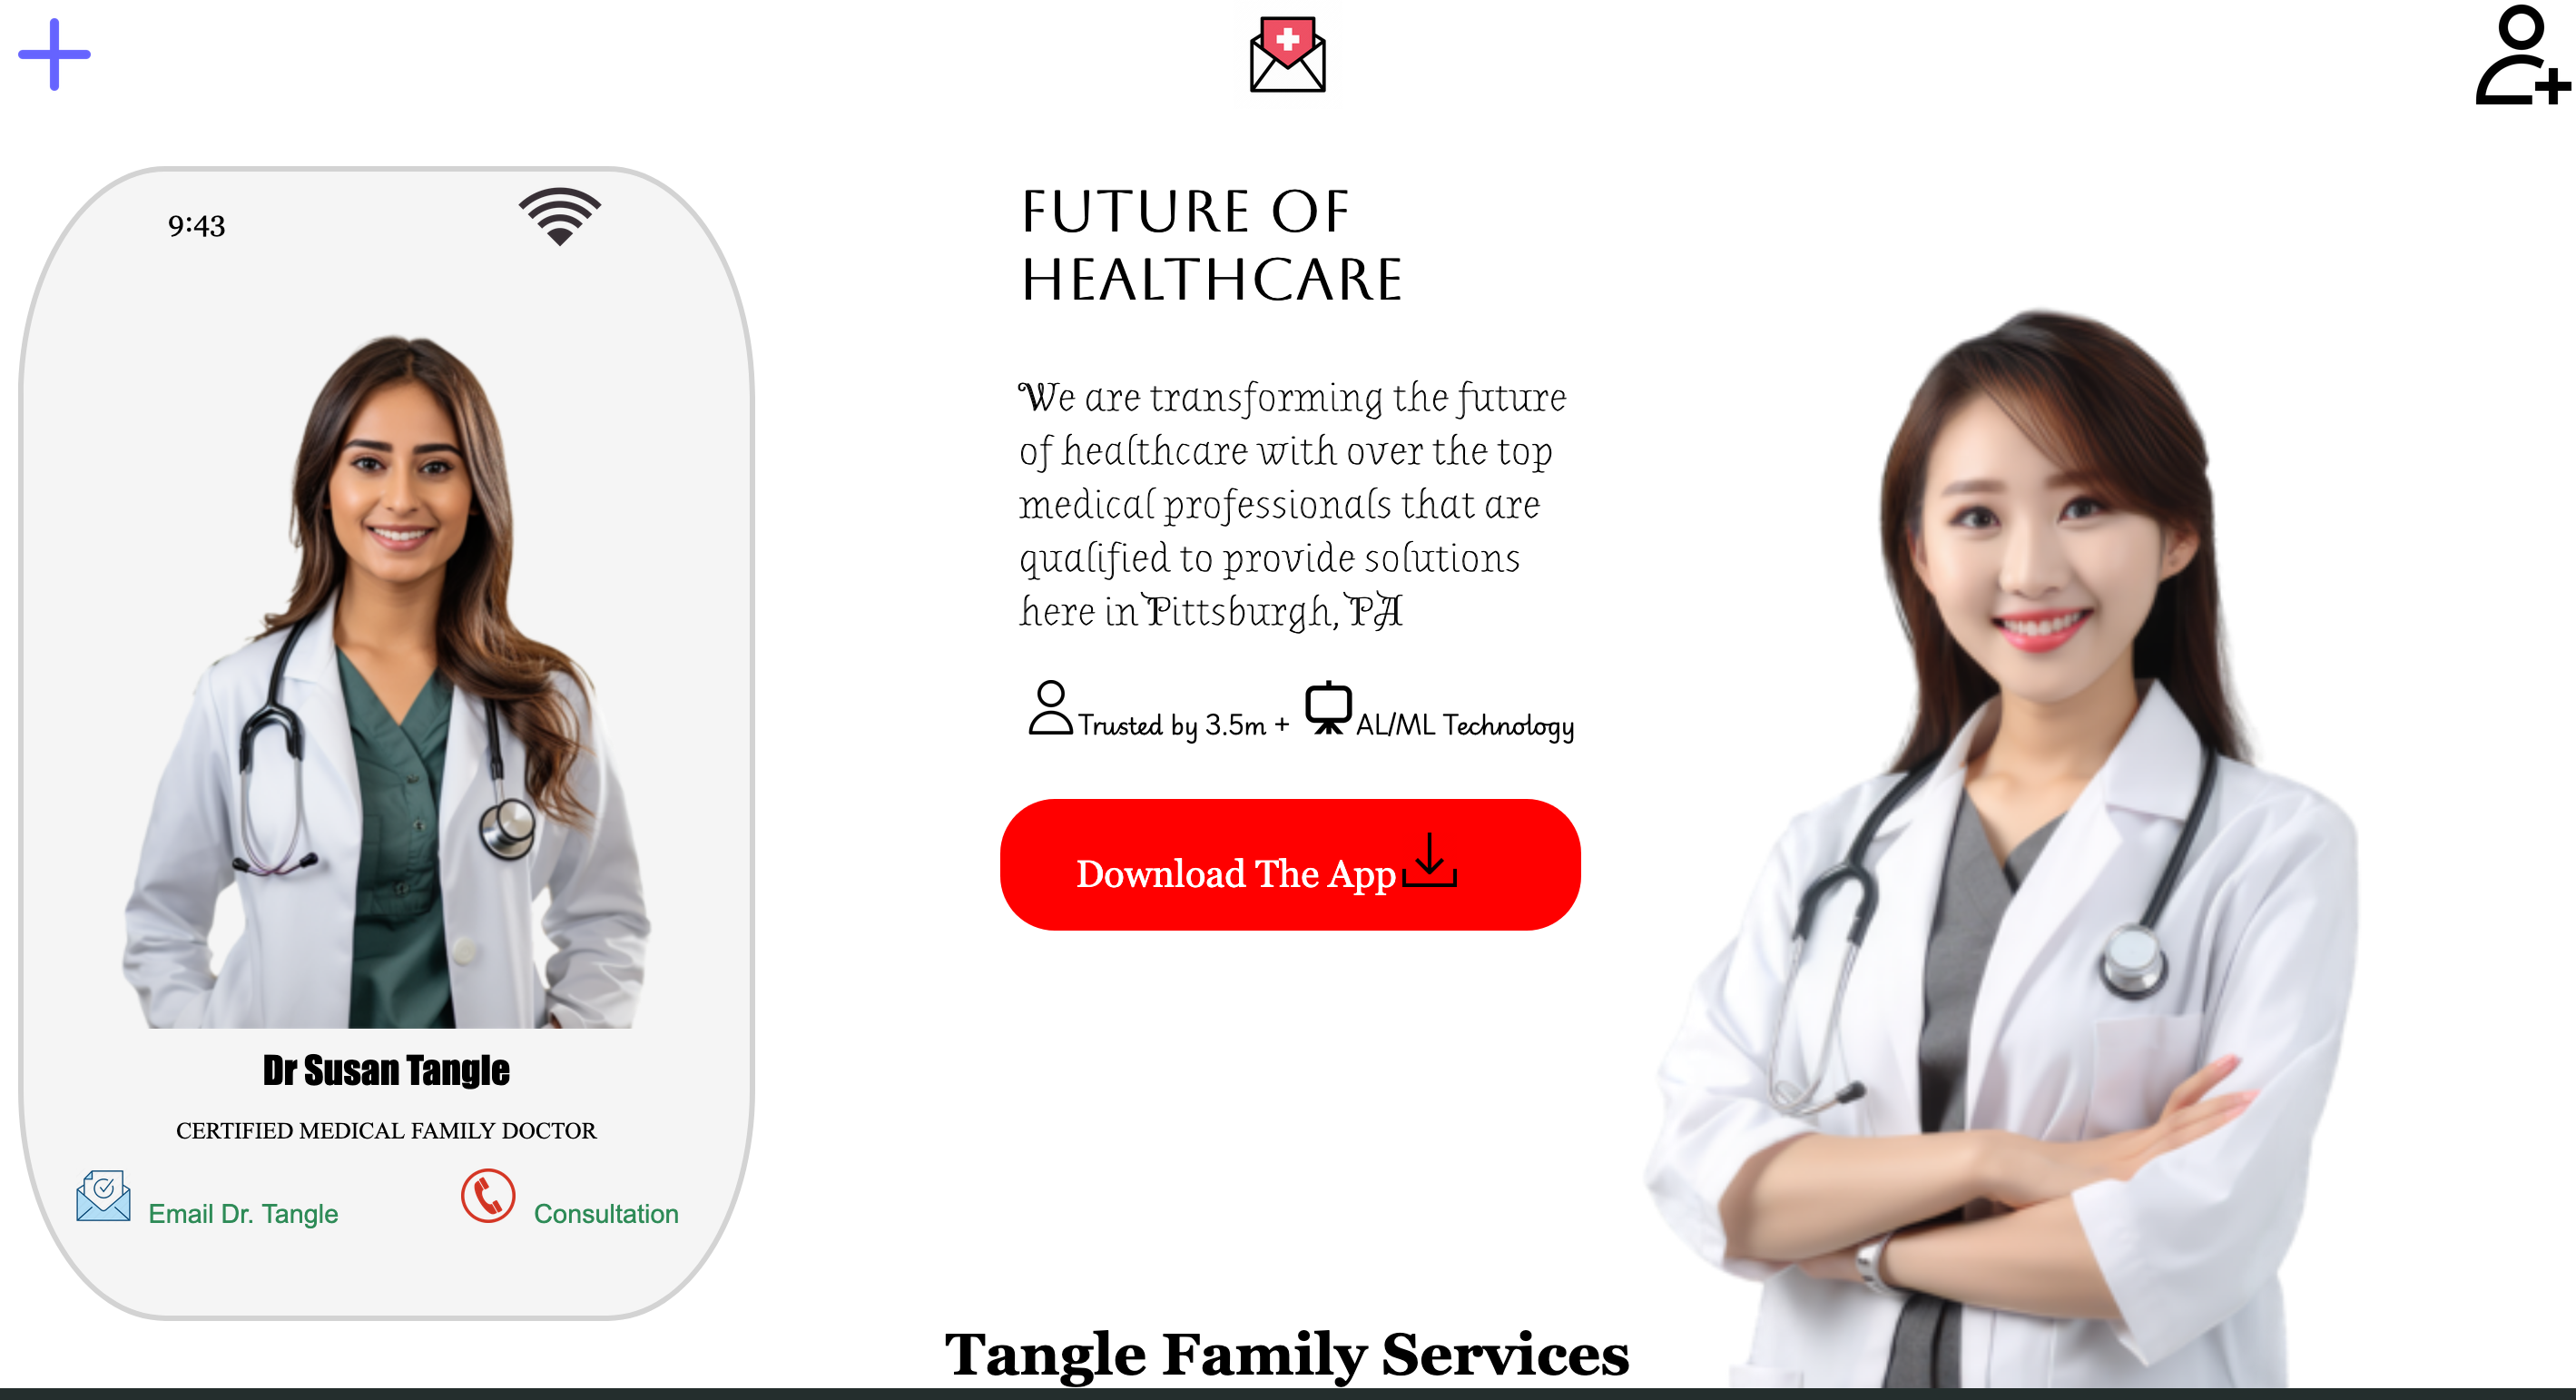 9:43
Dr Susan Tangle
CERTIFIED MEDICAL FAMILY DOCTOR
Email Dr. Tangle
Consultation
FUTURE OF
HEALTHCARE
We are transforming the future
of healthcare with over the top
medical professionals that are
qualified to provide solutions
here in Pittsburgh, PA
Trusted by 3.5m + AL/ML Technology
Download The App
Tangle Family Services